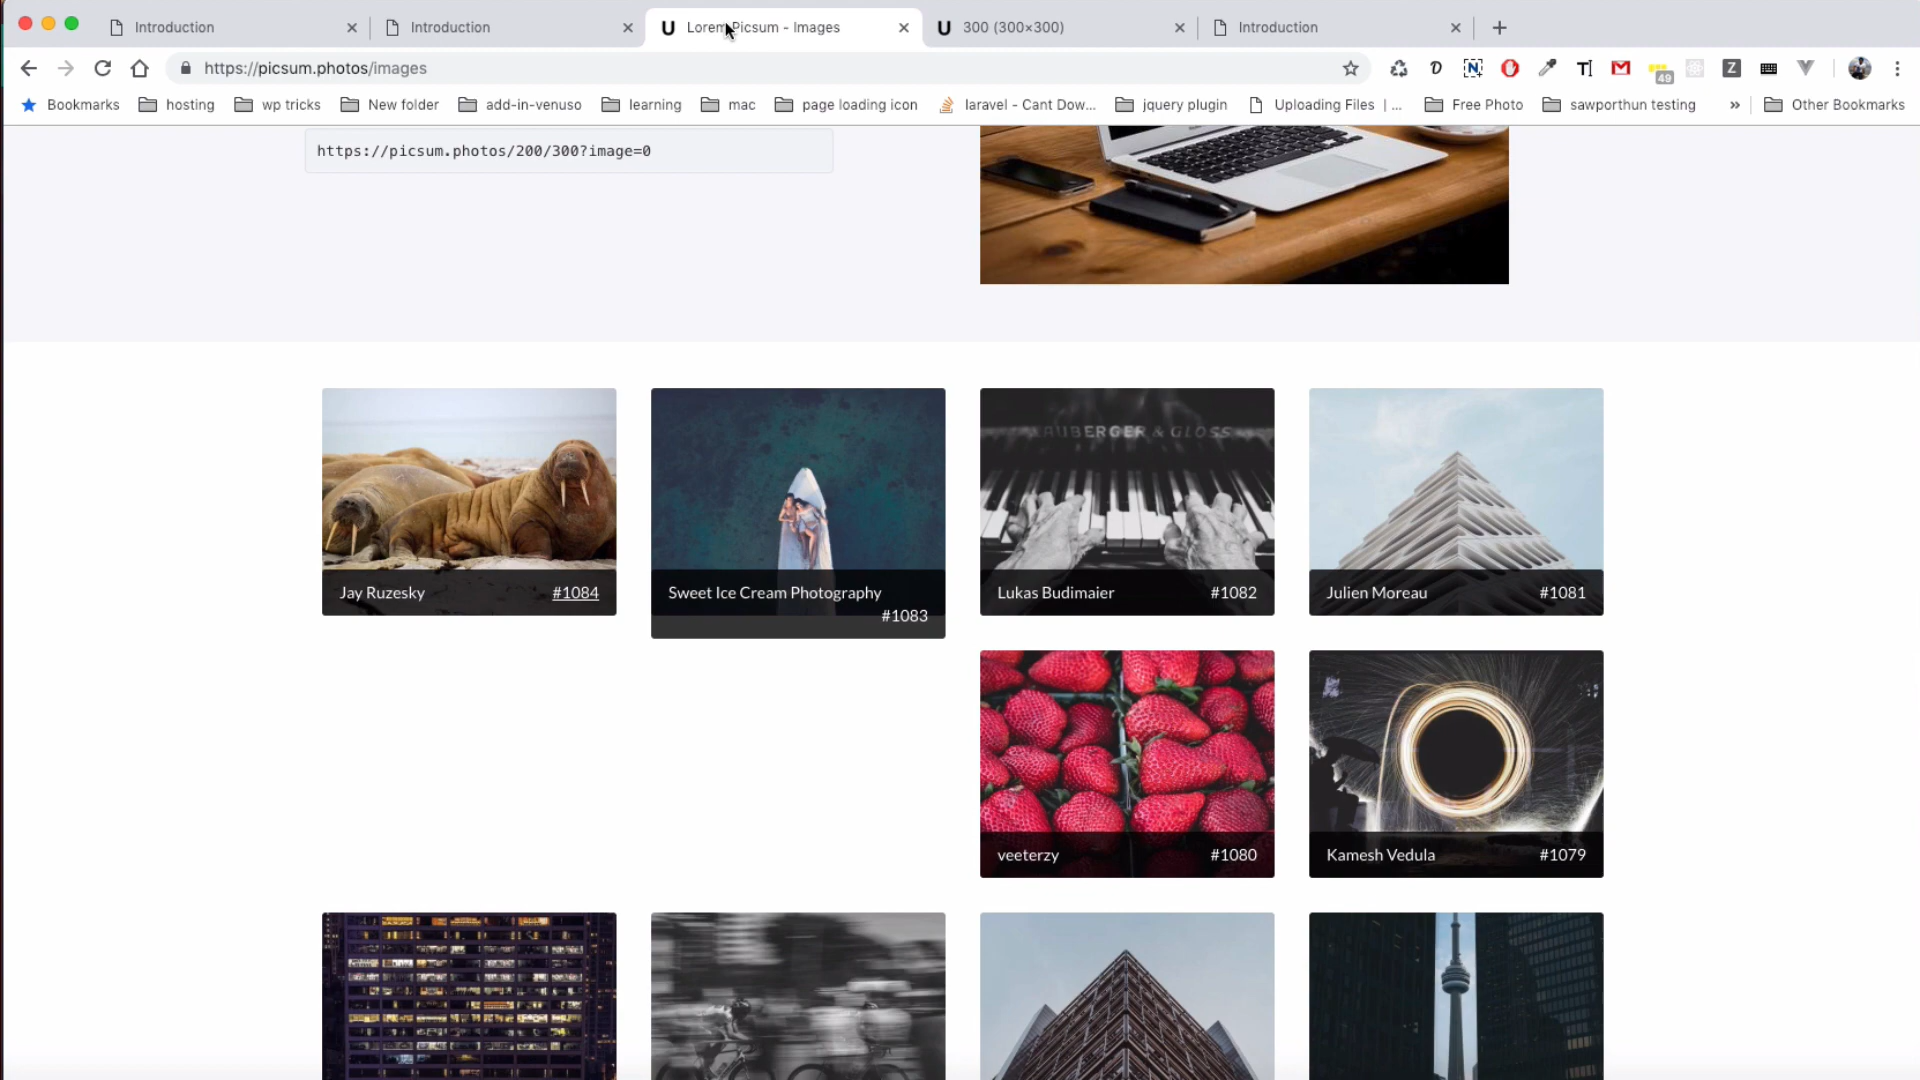 Introduction
Introduction
Lorem Picsum - Images
300 (300×300)
Introduction
https://picsum.photos/images
49
Bookmarks
hosting
wp tricks
New folder
add-in-venuso
learning
mac
page loading icon
laravel - Cant Dow...
jquery plugin
Uploading Files | ...
Free Photo
sawporthun testing
»
Other Bookmarks
https://picsum.photos/200/300?image=0
Jay Ruzesky #1084
Sweet Ice Cream Photography
#1083
Lukas Budimaier #1082
Julien Moreau #1081
veeterzy #1080
Kamesh Vedula #1079